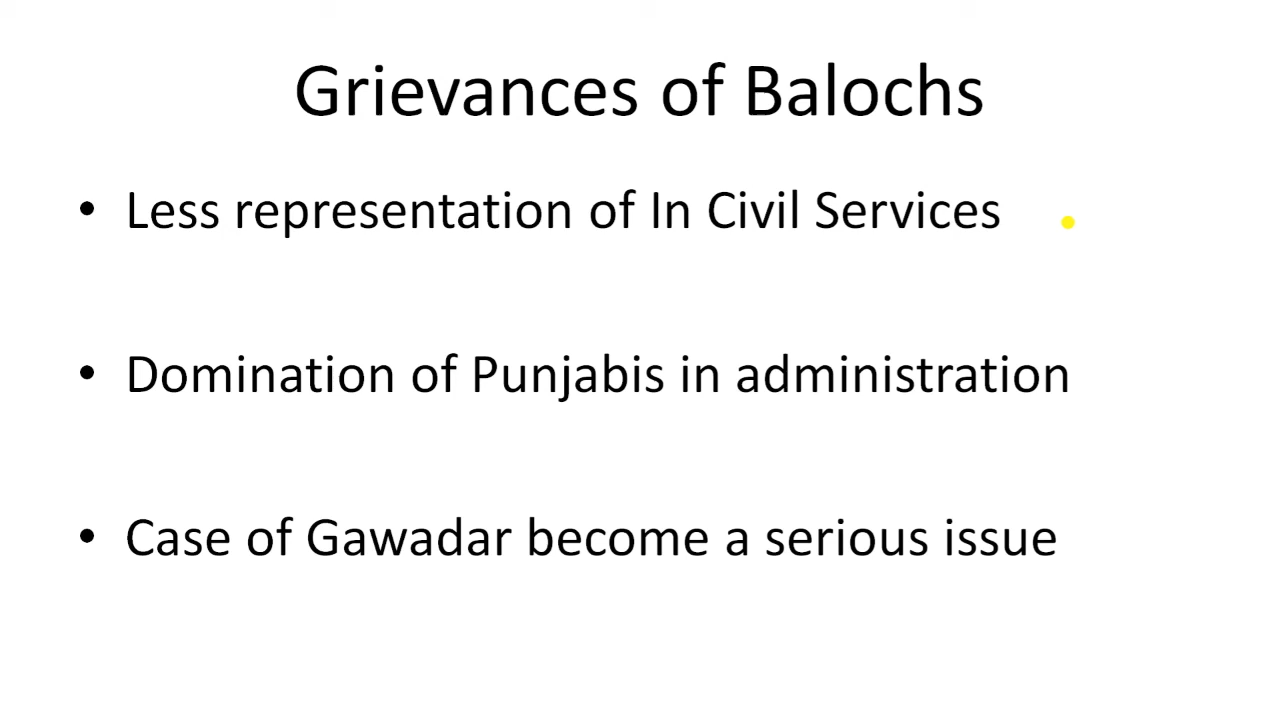 Grievances of Balochs
• Less representation of In Civil Services
• Domination of Punjabis in administration
• Case of Gawadar become a serious issue